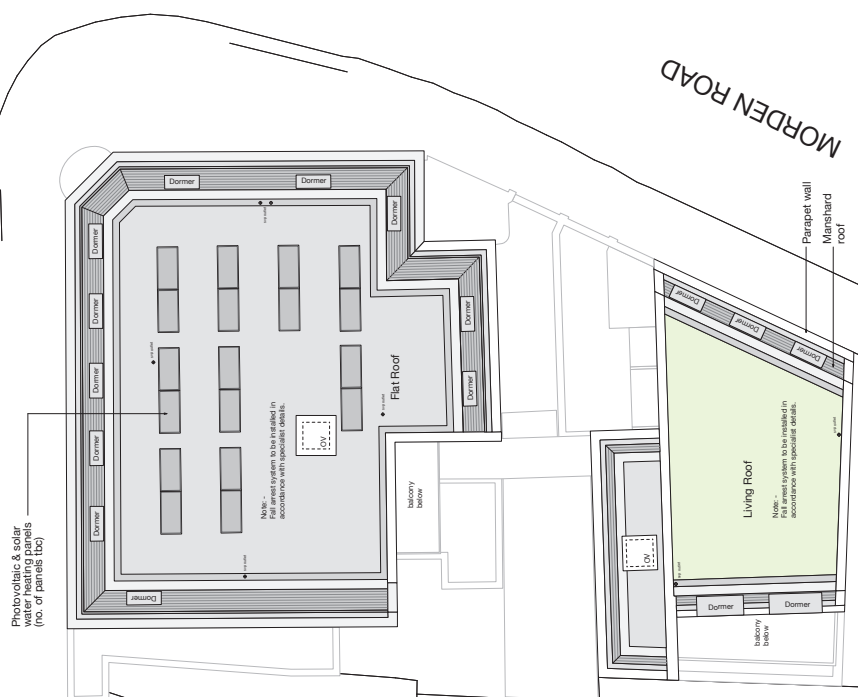 MORDEN ROAD
Parapet wall
Manshard
roof
Photovoltaic & solar
water heating panels
(no. of panels tbc)
Dormer
Dormer
Dormer
Dormer
Dormer
Dormer
Dormer
Dormer
Dormer
Dormer
Dormer
Flat Roof
Note: -
Fall arrest system to be installed in
accordance with specialist details.
OV
balcony
below
Dormer
Dormer
Dormer
Living Roof
Note: -
Fall arrest system to be installed in
accordance with specialist details.
OV
Dormer
Dormer
balcony
below